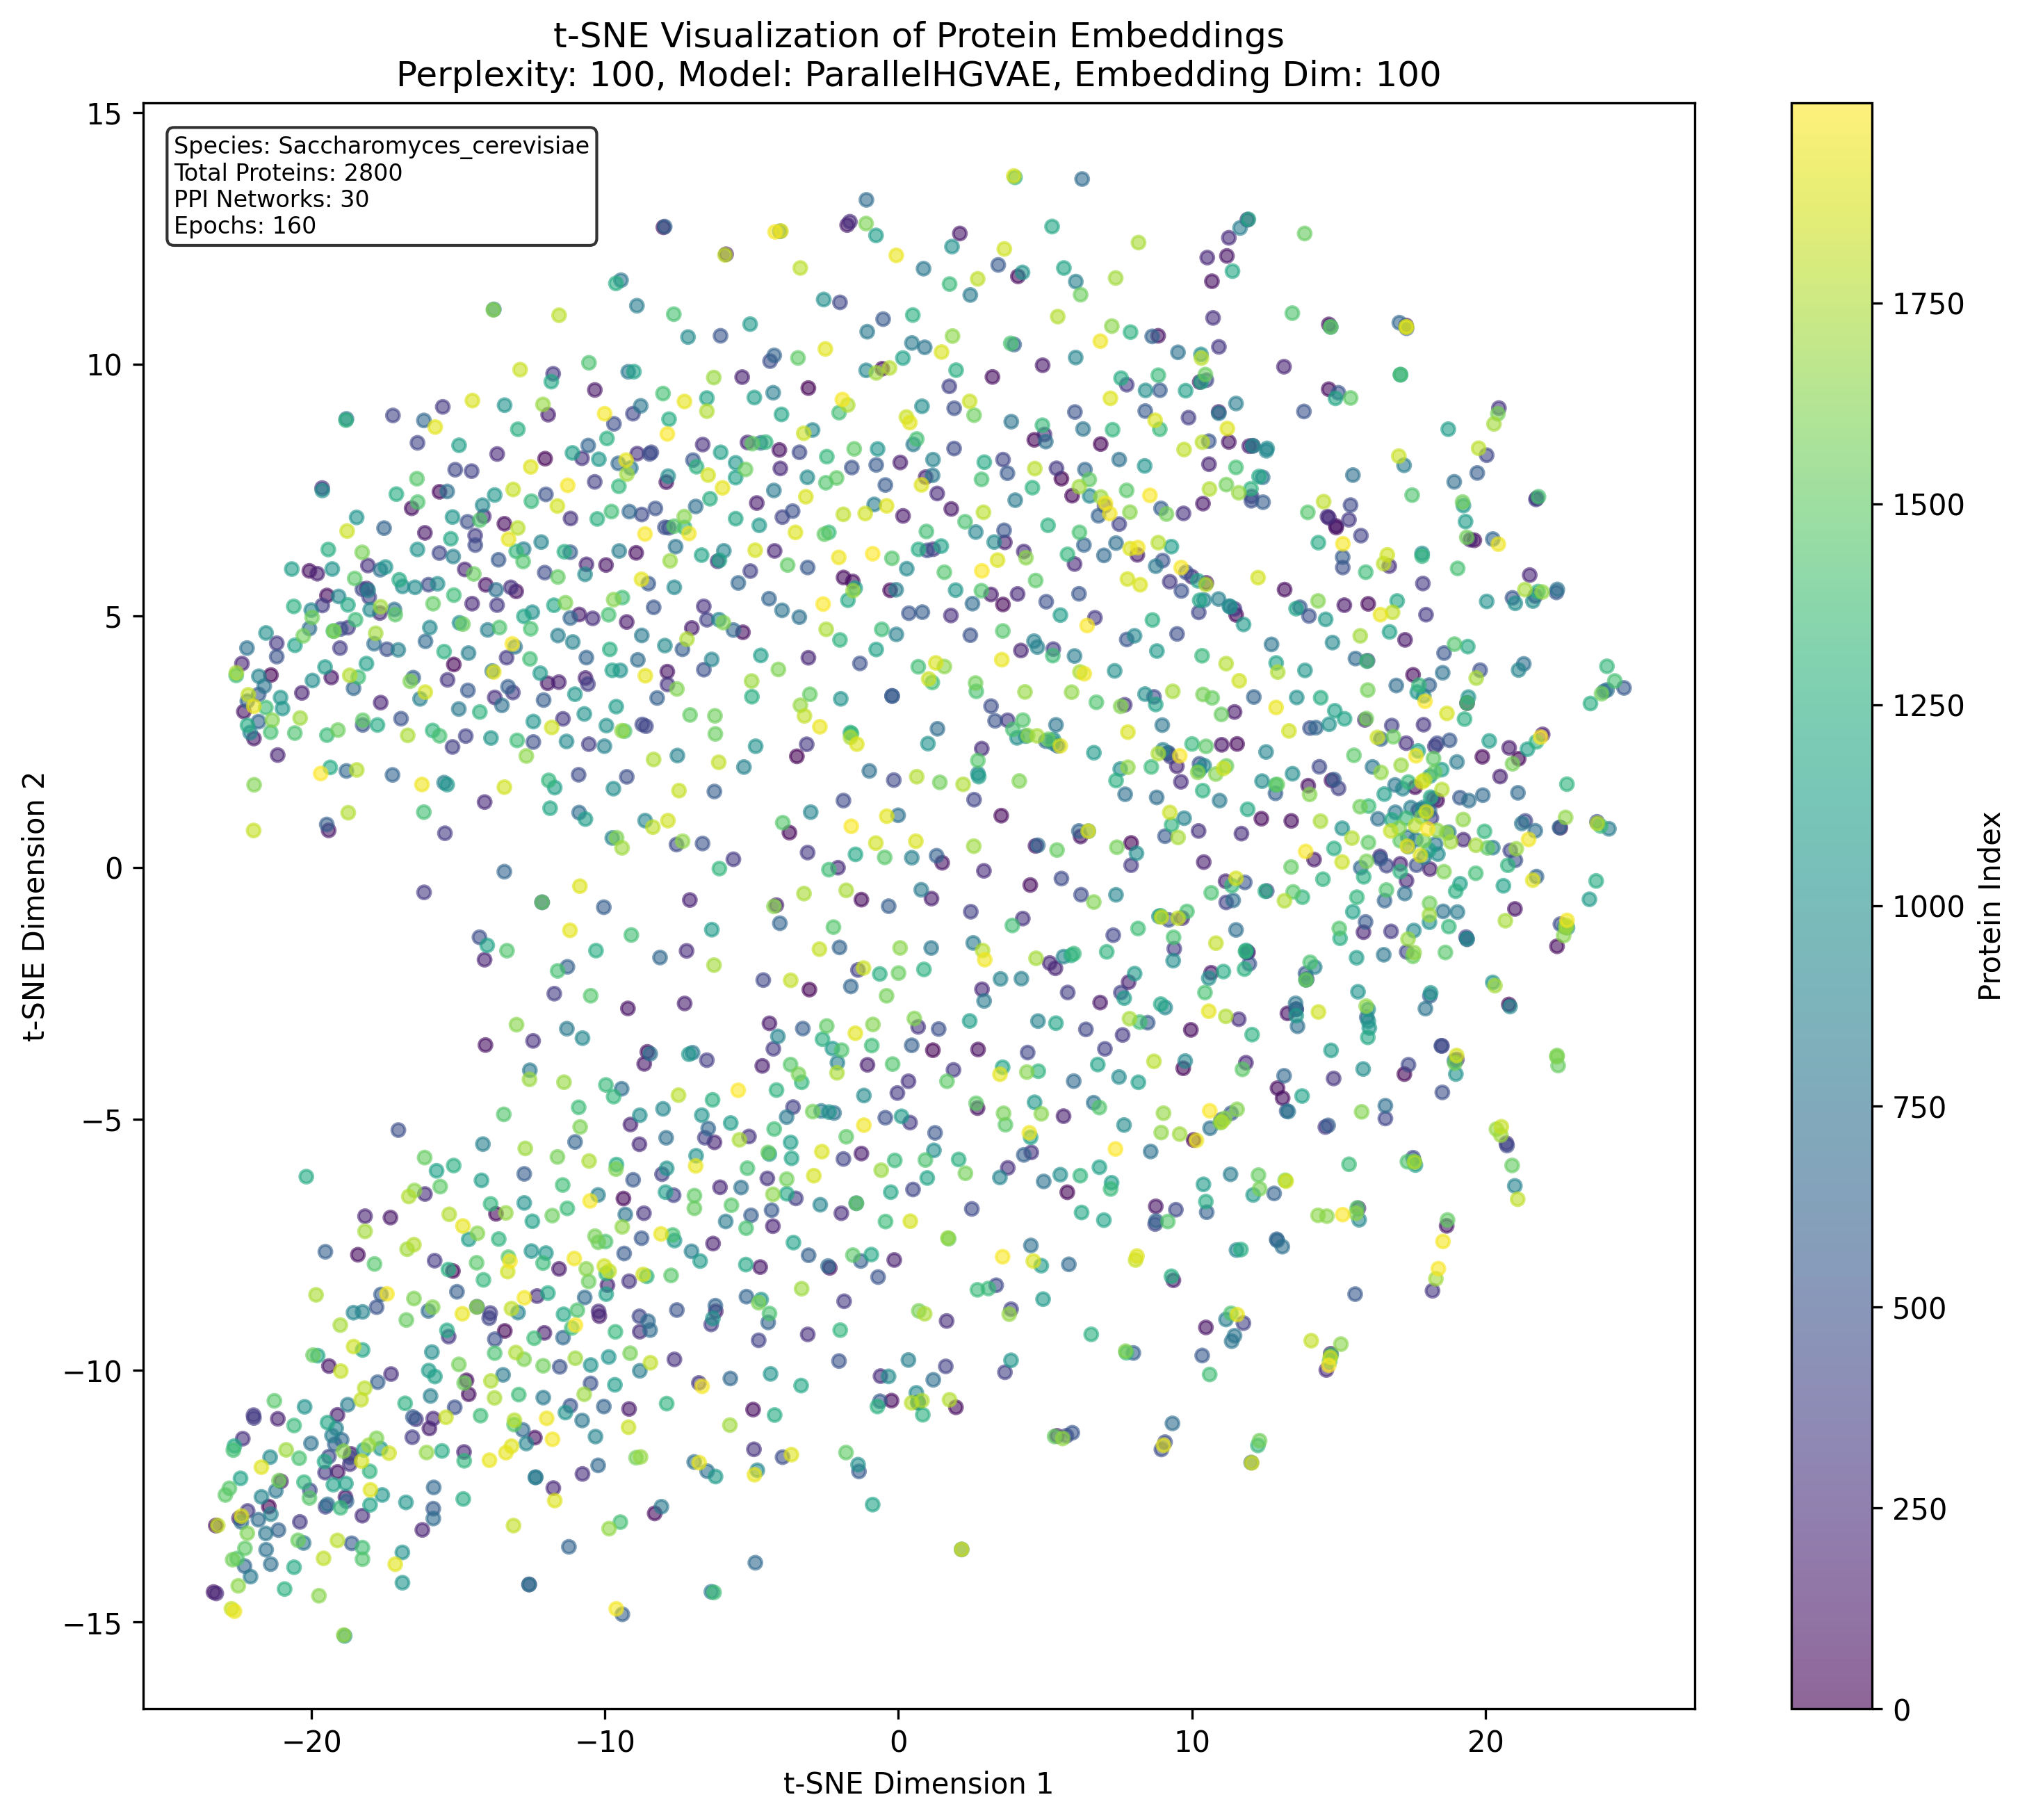 t-SNE Visualization of Protein Embeddings
Perplexity: 100, Model: ParallelHGVAE, Embedding Dim: 100
Species: Saccharomyces_cerevisiae
Total Proteins: 2800
PPI Networks: 30
Epochs: 160
15
10
5
0
−5
−10
−15
t-SNE Dimension 2
−20
−10
0
10
20
t-SNE Dimension 1
1750
1500
1250
1000
750
500
250
0
Protein Index